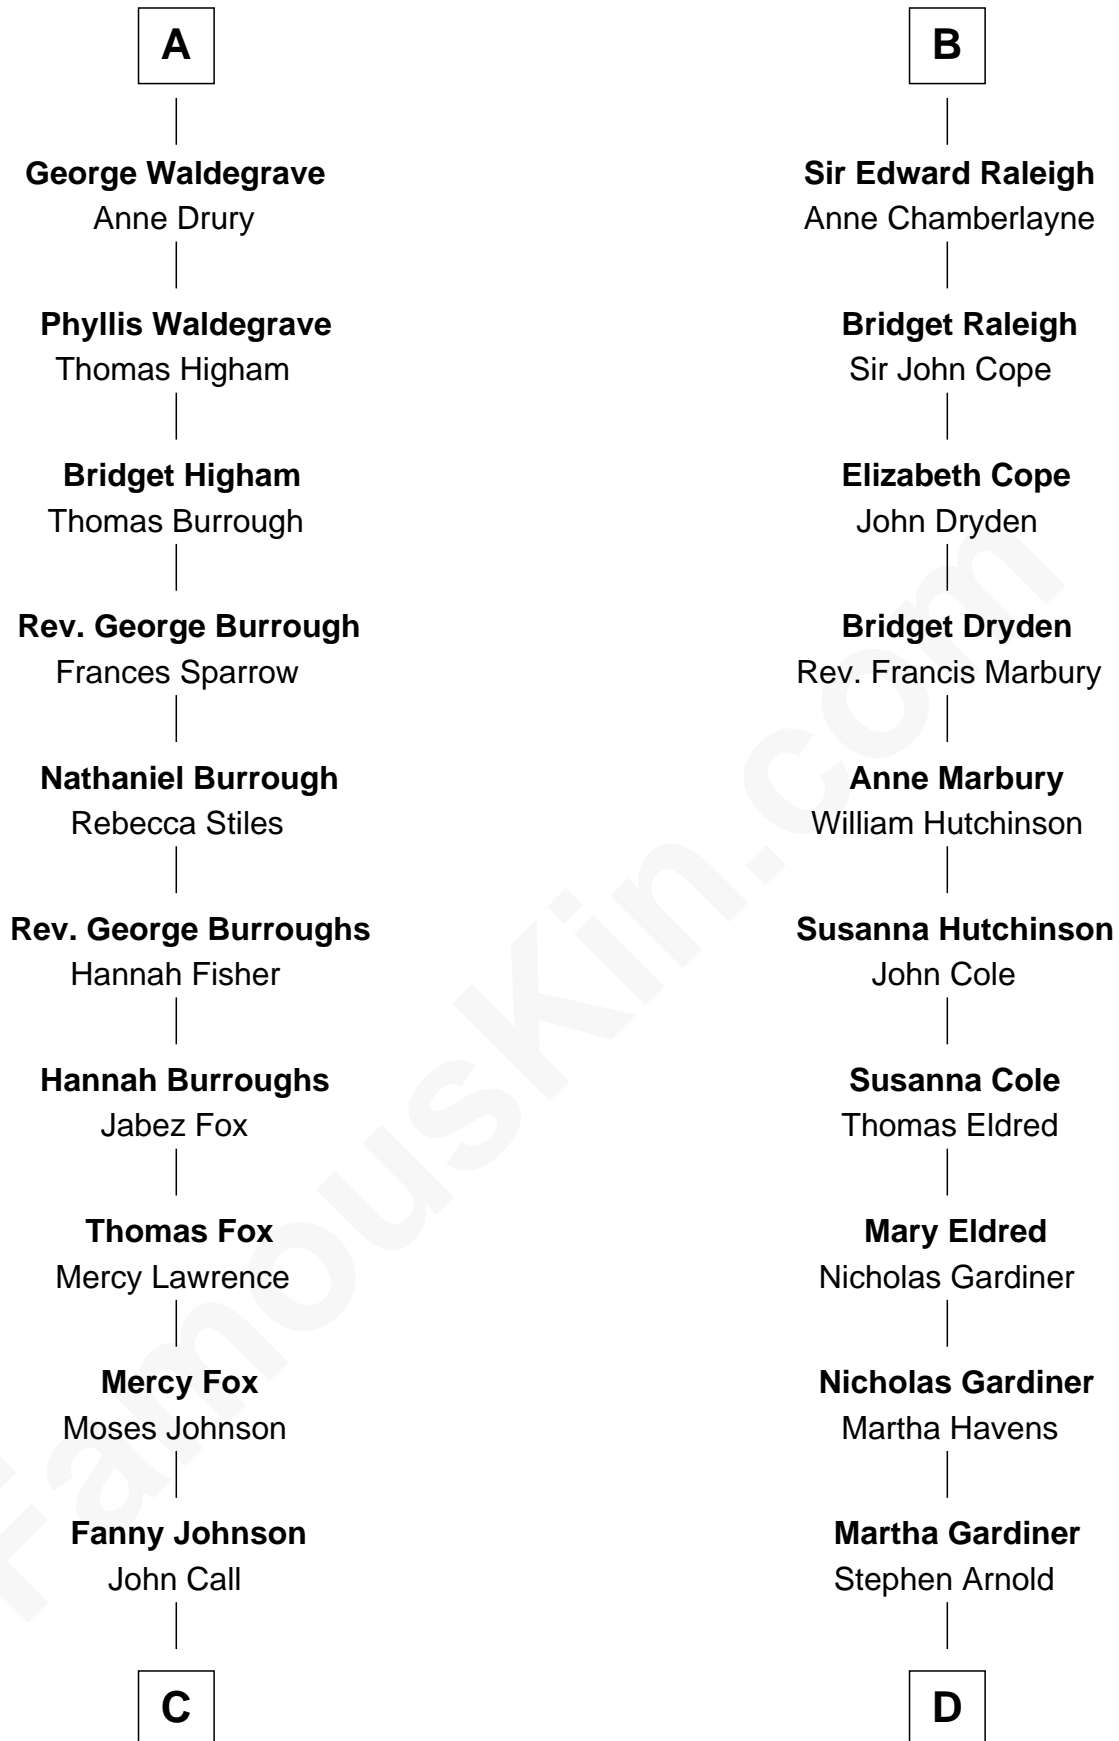 A
George Waldegrave
Anne Drury
Phyllis Waldegrave
Thomas Higham
Bridget Higham
Thomas Burrough
Rev. George Burrough
Frances Sparrow
Nathaniel Burrough
Rebecca Stiles
Rev. George Burroughs
Hannah Fisher
Hannah Burroughs
Jabez Fox
Thomas Fox
Mercy Lawrence
Mercy Fox
Moses Johnson
Fanny Johnson
John Call
C
B
Sir Edward Raleigh
Anne Chamberlayne
Bridget Raleigh
Sir John Cope
Elizabeth Cope
John Dryden
Bridget Dryden
Rev. Francis Marbury
Anne Marbury
William Hutchinson
Susanna Hutchinson
John Cole
Susanna Cole
Thomas Eldred
Mary Eldred
Nicholas Gardiner
Nicholas Gardiner
Martha Havens
Martha Gardiner
Stephen Arnold
D
FamousKin.com